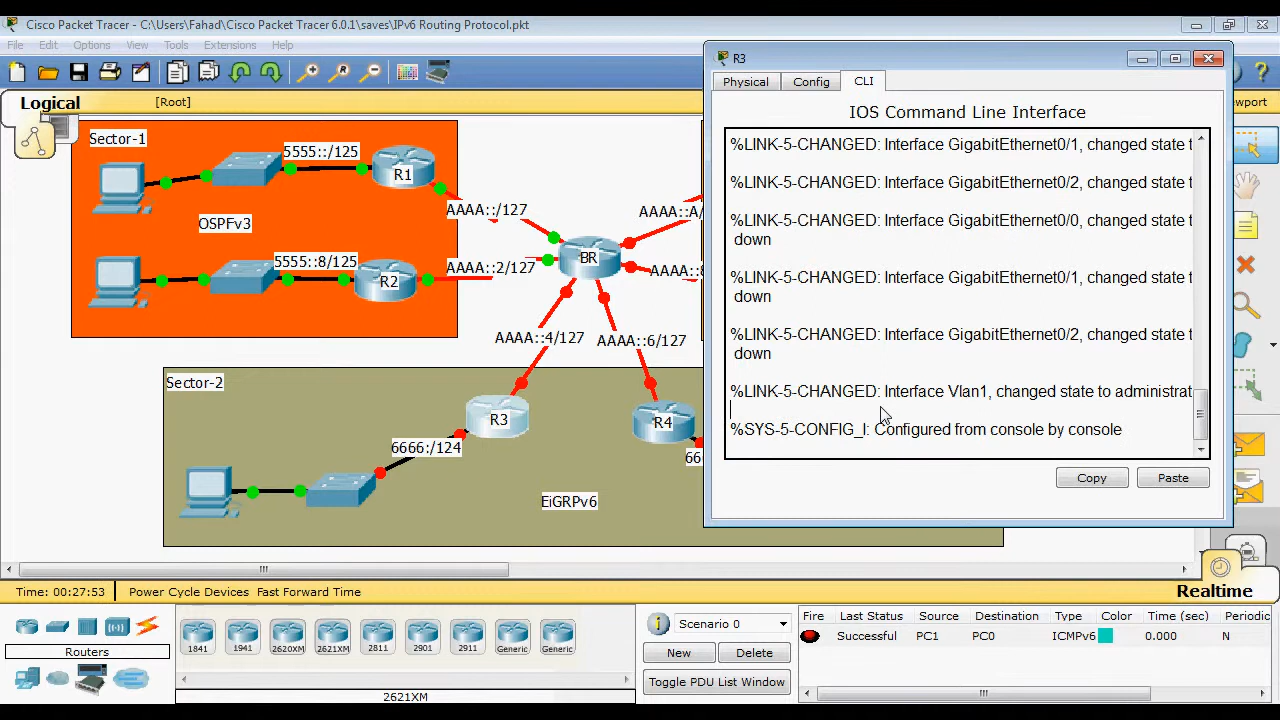 Cisco Packet Tracer - C:\Users\Fahad\Cisco Packet Tracer 6.0.1\saves\IPv6 Routing Protocol.pkt
File Edit Options View Tools Extensions Help
Logical
[Root]
ewport
R3
Physical Config CLI
IOS Command Line Interface
%LINK-5-CHANGED: Interface GigabitEthernet0/1, changed state t
%LINK-5-CHANGED: Interface GigabitEthernet0/2, changed state t
%LINK-5-CHANGED: Interface GigabitEthernet0/0, changed state t
down
%LINK-5-CHANGED: Interface GigabitEthernet0/1, changed state t
down
%LINK-5-CHANGED: Interface GigabitEthernet0/2, changed state t
down
%LINK-5-CHANGED: Interface Vlan1, changed state to administrat
%SYS-5-CONFIG_I: Configured from console by console
Copy Paste
Sector-1
5555::/125
R1
AAAA::/127
OSPFv3
5555::8/125
R2
AAAA::2/127
BR
AAAA::A/
AAAA::8
AAAA::4/127
AAAA::6/127
Sector-2
R3
R4
6666:/124
666
EiGRPv6
Time: 00:27:53
Power Cycle Devices Fast Forward Time
Realtime
Routers
1841 1941 2620XM 2621XM 2811 2901 2911 Generic Generic
2621XM
Scenario 0
New Delete
Toggle PDU List Window
Fire Last Status Source Destination Type Color Time (sec) Periodic
Successful PC1 PC0 ICMPv6 0.000 N